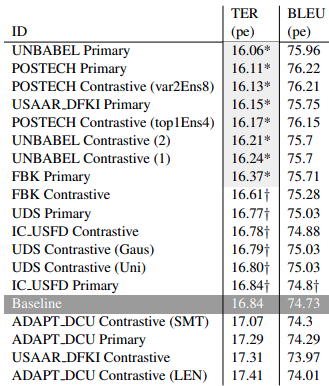 TER BLEU
ID (pe) (pe)
UNBABEL Primary 16.06* 75.96
POSTECH Primary 16.11* 76.22
POSTECH Contrastive (var2Ens8) 16.13* 76.21
USAAR_DFKI Primary 16.15* 75.75
POSTECH Contrastive (top1Ens4) 16.17* 76.15
UNBABEL Contrastive (2) 16.21* 75.7
UNBABEL Contrastive (1) 16.24* 75.7
FBK Primary 16.37* 75.71
FBK Contrastive 16.61† 75.28
UDS Primary 16.77† 75.03
IC_USFD Contrastive 16.78† 74.88
UDS Contrastive (Gaus) 16.79† 75.03
UDS Contrastive (Uni) 16.80† 75.03
IC_USFD Primary 16.84† 74.8†
Baseline 16.84 74.73
ADAPT_DCU Contrastive (SMT) 17.07 74.3
ADAPT_DCU Primary 17.29 74.29
USAAR_DFKI Contrastive 17.31 73.97
ADAPT_DCU Contrastive (LEN) 17.41 74.01